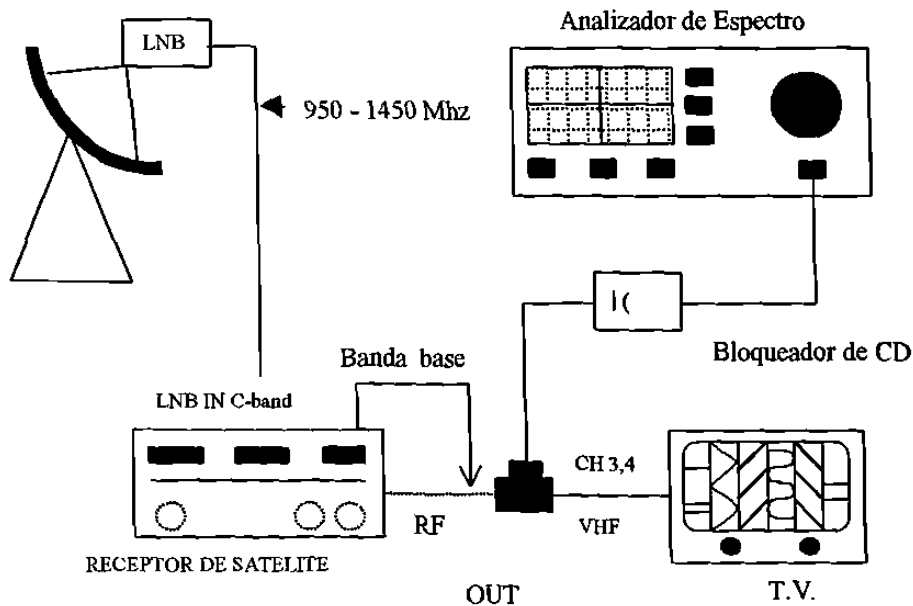 Analizador de Espectro
LNB
950 - 1450 Mhz
Bloqueador de CD
Banda base
LNB IN C-band
CH 3,4
RF
VHF
RECEPTOR DE SATELITE
OUT
T.V.